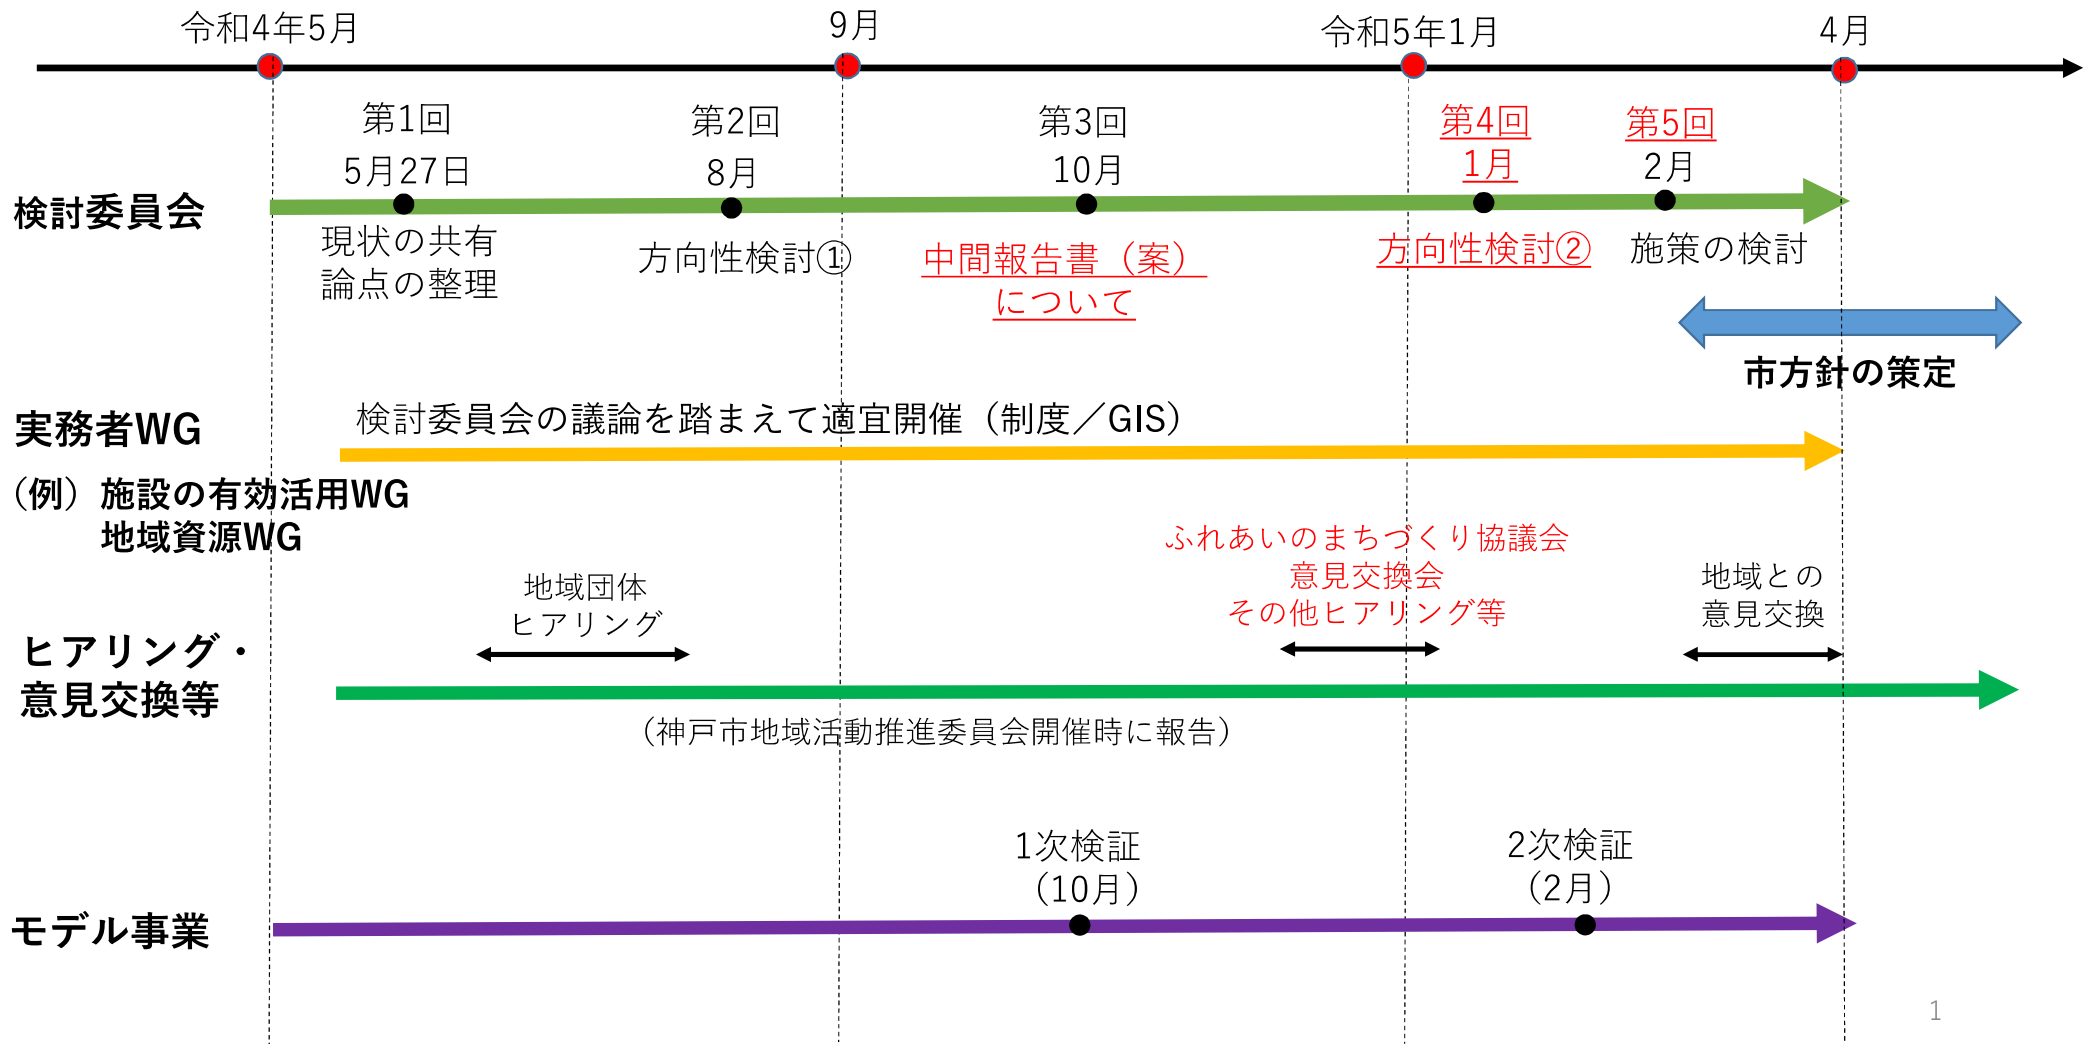 令和4年5月
9月
令和5年1月
4月
第1回
5月27日
第2回
8月
第3回
10月
第4回
1月
第5回
2月
検討委員会
現状の共有
論点の整理
方向性検討①
中間報告書（案）
について
方向性検討②
施策の検討
市方針の策定
実務者WG
検討委員会の議論を踏まえて適宜開催（制度／GIS）
（例）施設の有効活用WG
地域資源WG
地域団体
ヒアリング
ふれあいのまちづくり協議会
意見交換会
その他ヒアリング等
地域との
意見交換
ヒアリング・
意見交換等
（神戸市地域活動推進委員会開催時に報告）
1次検証
（10月）
2次検証
（2月）
モデル事業
1